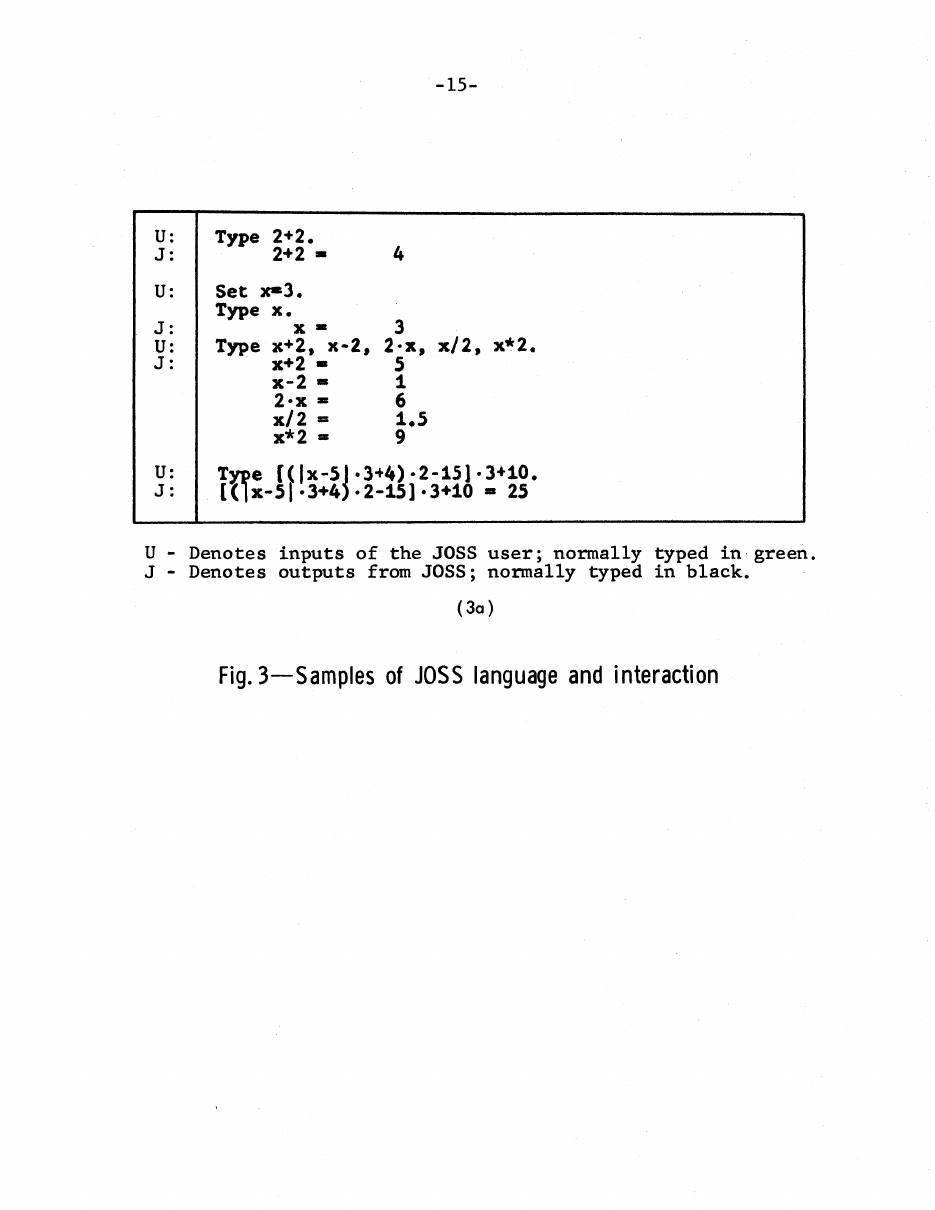 -15-
U: Type 2+2.
J: 2+2 = 4
U: Set x=3.
Type x.
J: x = 3
U: Type x+2, x-2, 2·x, x/2, x*2.
J: x+2 = 5
x-2 = 1
2·x = 6
x/2 = 1.5
x*2 = 9
U: Type [(|x-5|·3+4)·2-15]·3+10.
J: [(|x-5|·3+4)·2-15]·3+10 = 25
U - Denotes inputs of the JOSS user; normally typed in green.
J - Denotes outputs from JOSS; normally typed in black.
(3a)
Fig. 3—Samples of JOSS language and interaction